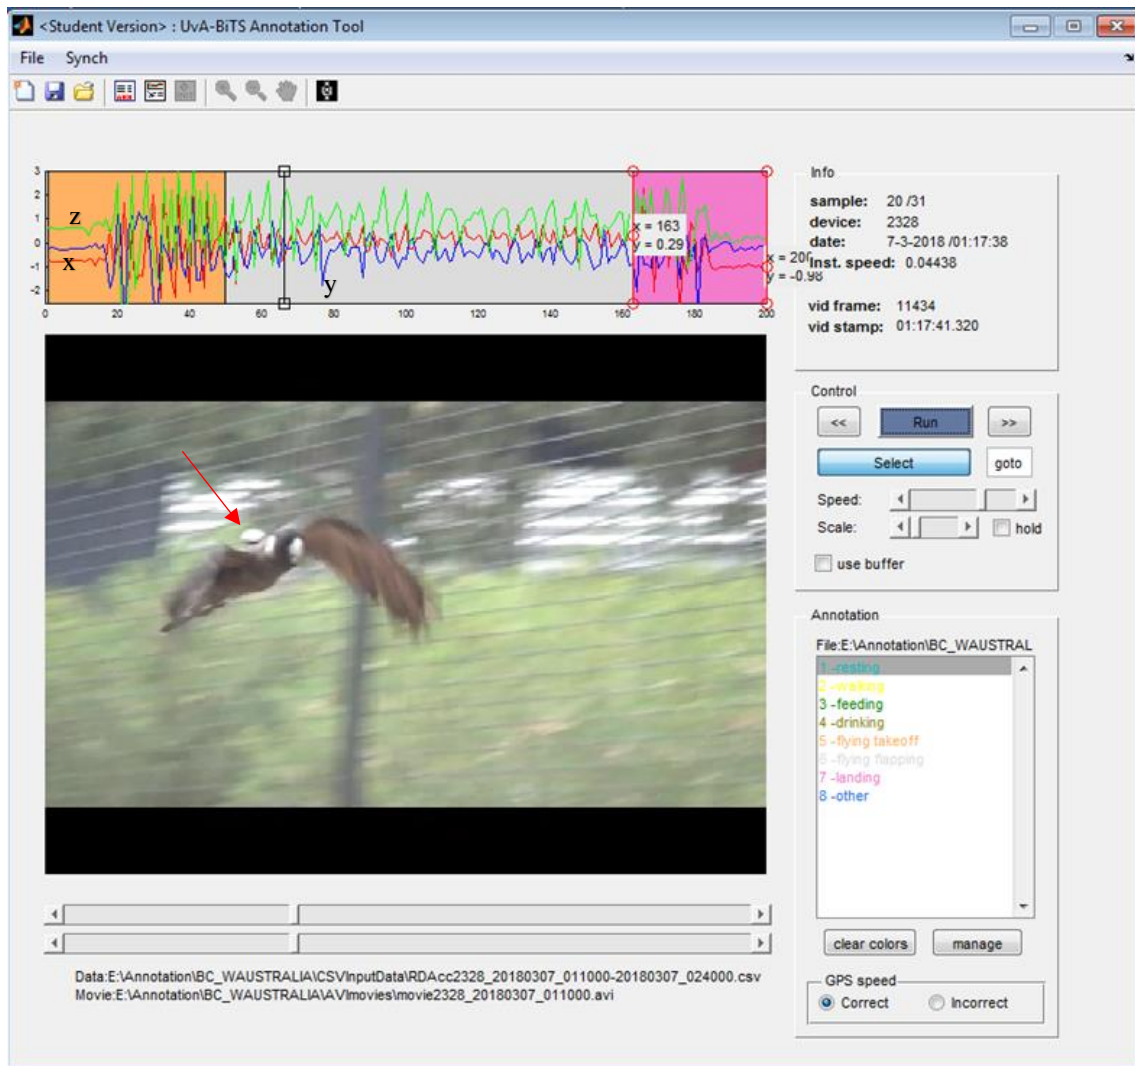 <Student Version> : UvA-BiTS Annotation Tool
File Synch
3
2
1
0
-1
-2
z
x
y
x = 163
y = 0.29
x = 200
y = -0.98
0 20 40 60 80 100 120 140 160 180 200
Info
sample: 20 /31
device: 2328
date: 7-3-2018 /01:17:38
Inst. speed: 0.04438
vid frame: 11434
vid stamp: 01:17:41.320
Control
<< Run >>
Select goto
Speed:
Scale: hold
use buffer
Annotation
File:E:\Annotation\BC_WAUSTRAL
1 -resting
2 -walking
3 -feeding
4 -drinking
5 -flying takeoff
6 -flying flapping
7 -landing
8 -other
clear colors manage
GPS speed
Correct Incorrect
Data:E:\Annotation\BC_WAUSTRALIA\CSVInputData\RDAcc2328_20180307_011000-20180307_024000.csv
Movie:E:\Annotation\BC_WAUSTRALIA\AVImovies\movie2328_20180307_011000.avi